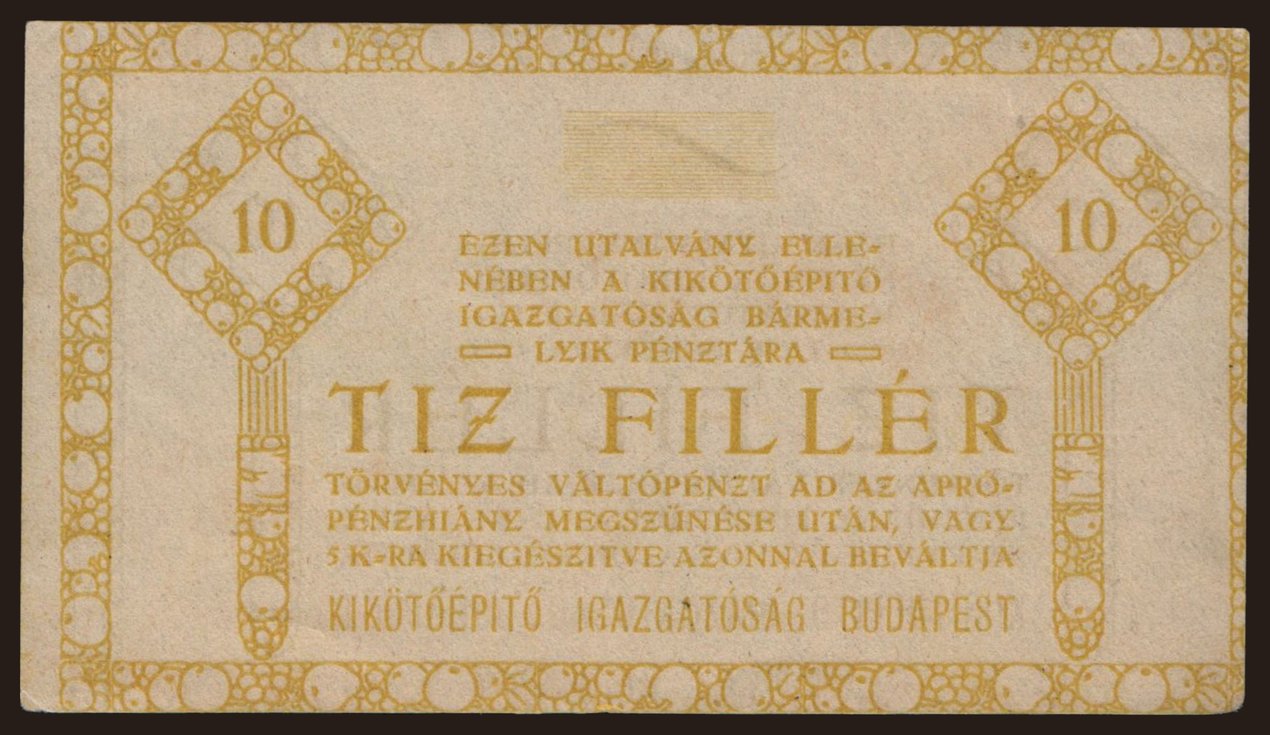 10 10
EZEN UTALVÁNY ELLE-
NÉBEN A KIKÖTŐÉPITŐ
IGAZGATÓSÁG BÁRME-
LYIK PÉNZTÁRA
TIZ FILLÉR
TÖRVÉNYES VÁLTÓPÉNZT AD AZ APRÓ-
PÉNZHIÁNY MEGSZŰNÉSE UTÁN, VAGY
5 K-RA KIEGÉSZITVE AZONNAL BEVÁLTJA
KIKÖTŐÉPITŐ IGAZGATÓSÁG BUDAPEST